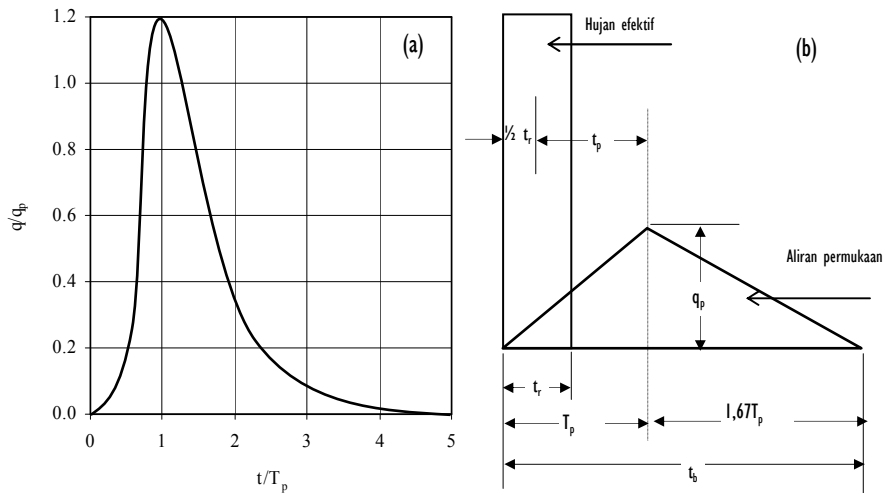 (a)
1.2
1.0
0.8
0.6
0.4
0.2
0.0
q/qp
0 1 2 3 4 5
t/Tp
(b)
Hujan efektif
½ tr
tp
Aliran permukaan
qp
tr
Tp
1,67Tp
tb